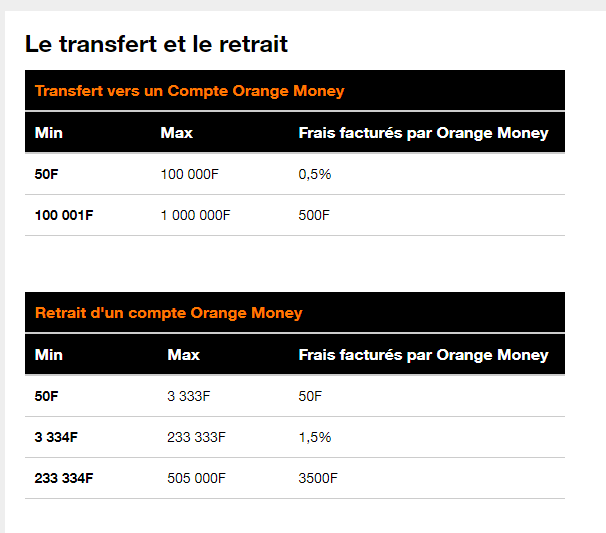 Le transfert et le retrait
Transfert vers un Compte Orange Money
Min Max Frais facturés par Orange Money
50F 100 000F 0,5%
100 001F 1 000 000F 500F
Retrait d'un compte Orange Money
Min Max Frais facturés par Orange Money
50F 3 333F 50F
3 334F 233 333F 1,5%
233 334F 505 000F 3500F